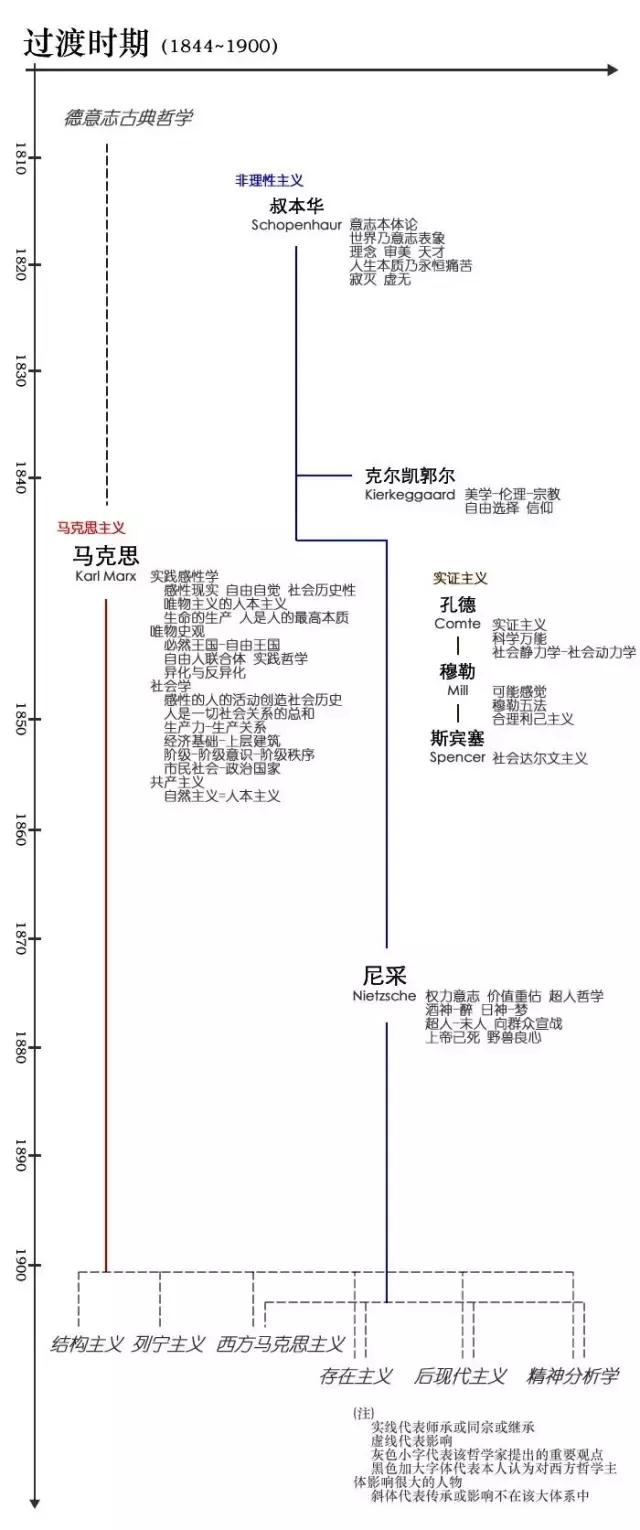 过渡时期 (1844~1900)
德意志古典哲学
1810
非理性主义
叔本华
Schopenhaur 意志本体论
世界乃意志表象
理念 审美 天才
人生本质乃永恒痛苦
寂灭 虚无
1820
1830
1840
克尔凯郭尔
Kierkeggaard 美学-伦理-宗教
自由选择 信仰
马克思主义
马克思
Karl Marx 实践感性学
感性现实 自由自觉 社会历史性
唯物主义的人本主义
生命的生产 人是人的最高本质
唯物史观
必然王国-自由王国
自由人联合体 实践哲学
异化与反异化
社会学
感性的人的活动创造社会历史
人是一切社会关系的总和
生产力-生产关系
经济基础-上层建筑
阶级-阶级意识-阶级秩序
市民社会-政治国家
共产主义
自然主义=人本主义
实证主义
孔德
Comte 实证主义
科学万能
社会静力学-社会动力学
穆勒
Mill 可能感觉
穆勒五法
合理利己主义
斯宾塞
Spencer 社会达尔文主义
1850
1860
1870
尼采
Nietzsche 权力意志 价值重估 超人哲学
酒神-醉 日神-梦
超人-末人 向群众宣战
上帝己死 野兽良心
1880
1890
1900
结构主义 列宁主义 西方马克思主义
存在主义 后现代主义 精神分析学
(注)
实线代表师承或同宗或继承
虚线代表影响
灰色小字代表该哲学家提出的重要观点
黑色加大字体代表本人认为对西方哲学主
体影响很大的人物
斜体代表传承或影响不在该大体系中